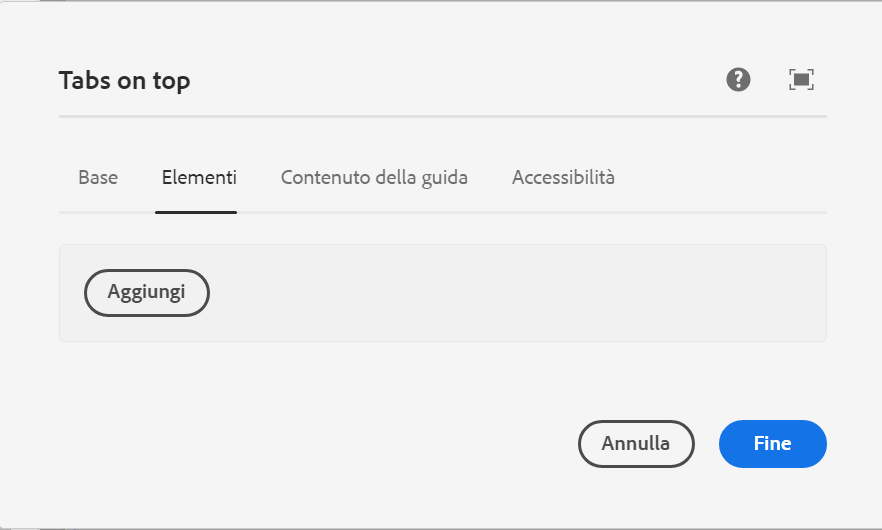 Tabs on top
Base Elementi Contenuto della guida Accessibilità
Aggiungi
Annulla Fine